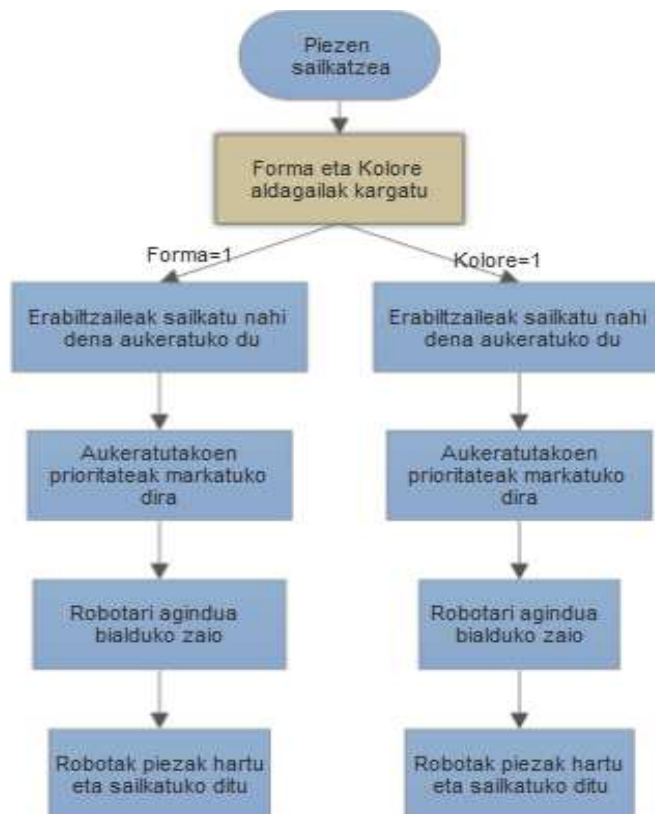 Piezen
sailkatzea
Forma eta Kolore
aldagailak kargatu
Forma=1
Kolore=1
Erabiltzaileak sailkatu nahi
dena aukeratuko du
Erabiltzaileak sailkatu nahi
dena aukeratuko du
Aukeratutakoen
prioritateak markatuko
dira
Aukeratutakoen
prioritateak markatuko
dira
Robotari agindua
bialduko zaio
Robotari agindua
bialduko zaio
Robotak piezak hartu
eta sailkatuko ditu
Robotak piezak hartu
eta sailkatuko ditu